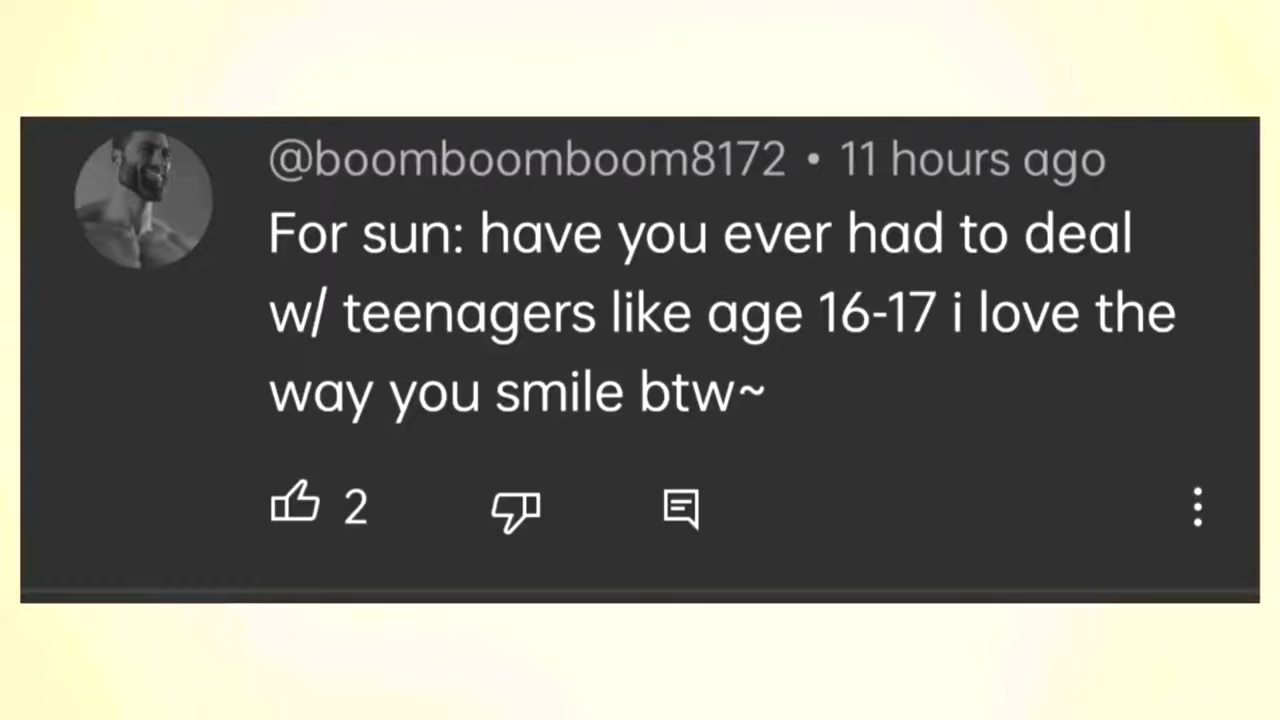 @boomboomboom8172 • 11 hours ago
For sun: have you ever had to deal
w/ teenagers like age 16-17 i love the
way you smile btw~
2